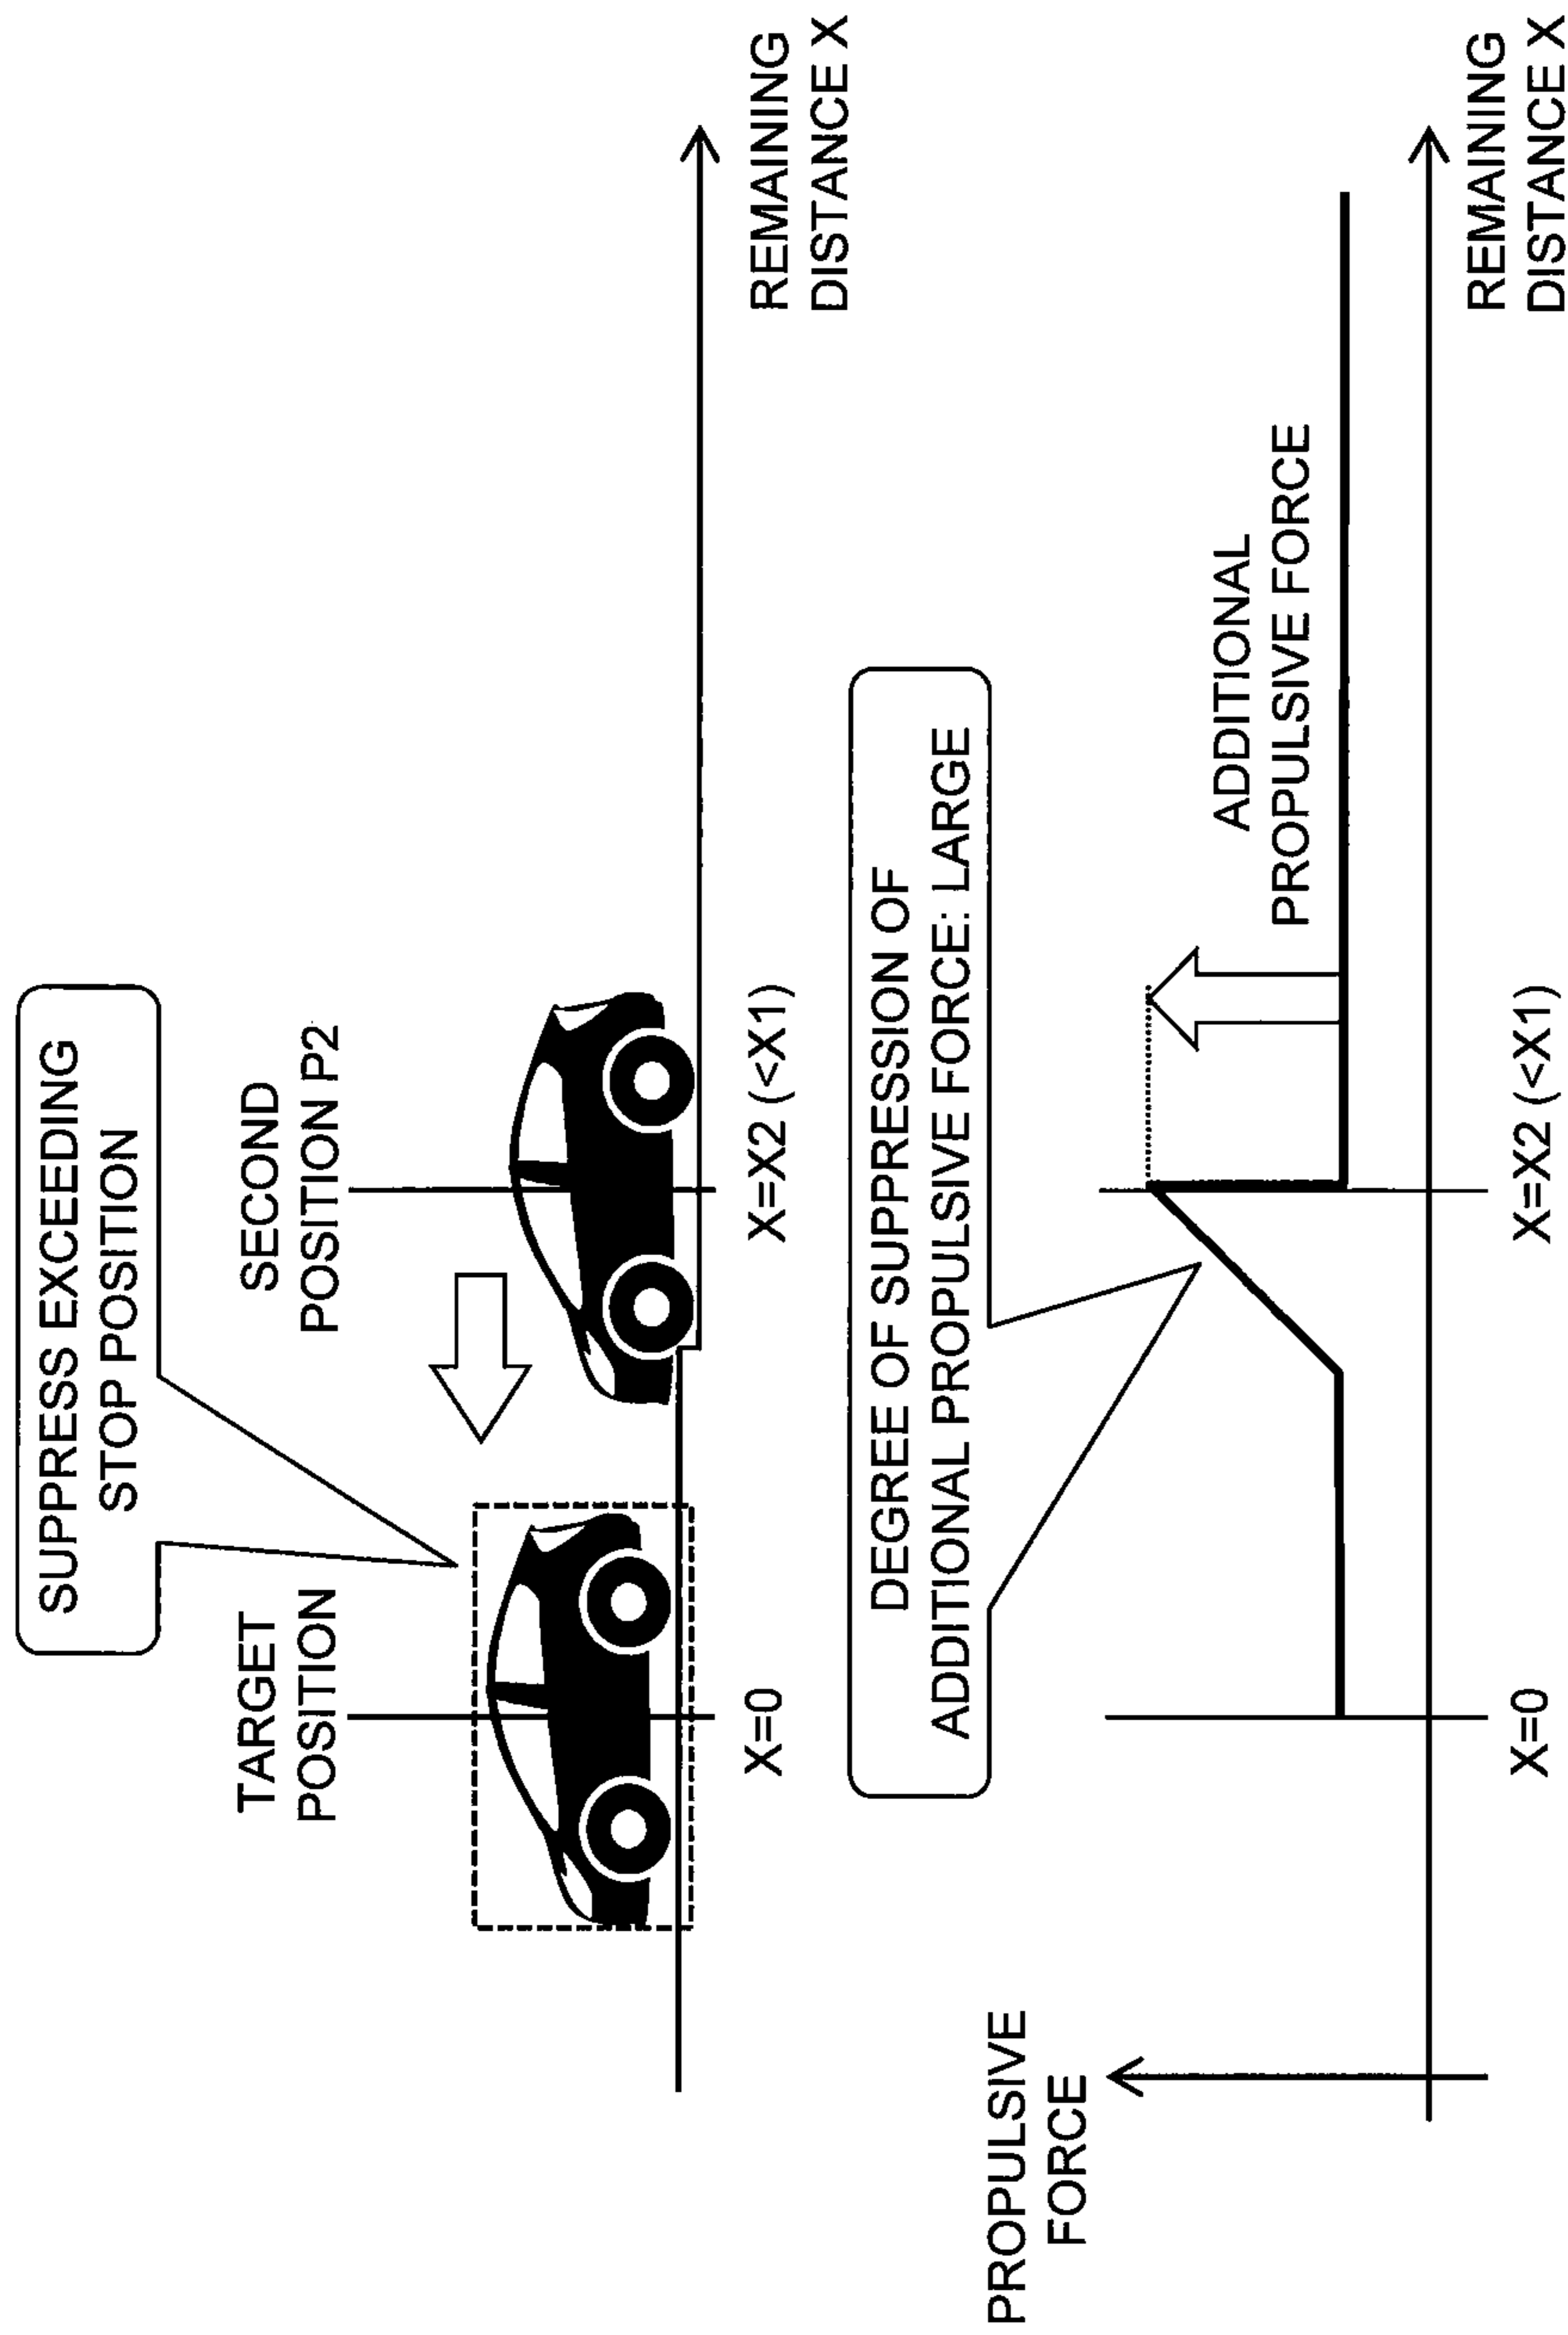 SUPPRESS EXCEEDING
STOP POSITION
TARGET
POSITION
SECOND
POSITION P2
X=0
X=X2 (<X1)
REMAINING
DISTANCE X
DEGREE OF SUPPRESSION OF
ADDITIONAL PROPULSIVE FORCE: LARGE
PROPULSIVE
FORCE
ADDITIONAL
PROPULSIVE FORCE
X=0
X=X2 (<X1)
REMAINING
DISTANCE X